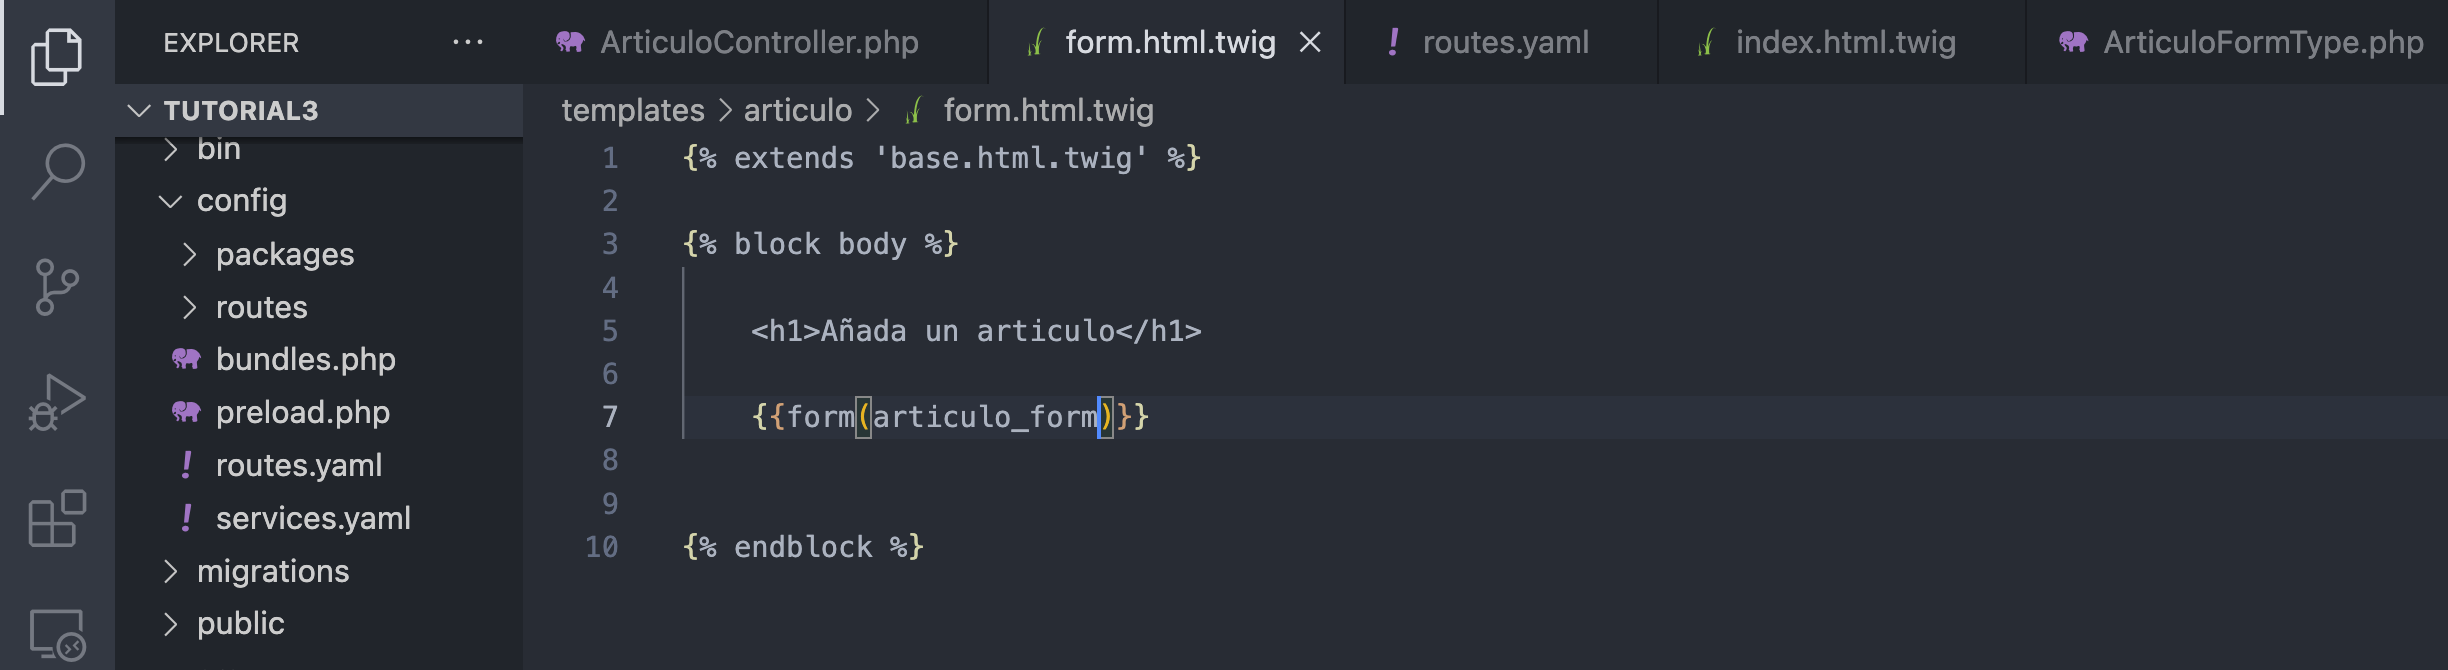 EXPLORER ···
TUTORIAL3
bin
config
packages
routes
bundles.php
preload.php
! routes.yaml
! services.yaml
migrations
public
ArticuloController.php form.html.twig ! routes.yaml index.html.twig ArticuloFormType.php
templates > articulo > form.html.twig
1 {% extends 'base.html.twig' %}
2
3 {% block body %}
4
5 <h1>Añada un articulo</h1>
6
7 {{form(articulo_form)}}
8
9
10 {% endblock %}